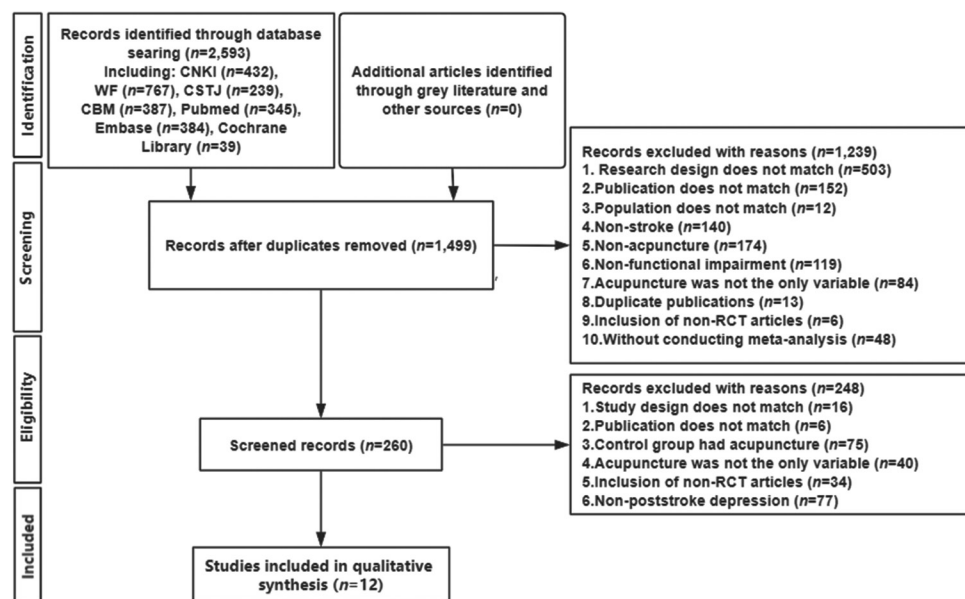 Identification
Records identified through database
searing (n=2,593)
Including: CNKI (n=432),
WF (n=767), CSTJ (n=239),
CBM (n=387), Pubmed (n=345),
Embase (n=384), Cochrane
Library (n=39)
Additional articles identified
through grey literature and
other sources (n=0)
Screening
Records after duplicates removed (n=1,499)
Records excluded with reasons (n=1,239)
1. Research design does not match (n=503)
2.Publication does not match (n=152)
3.Population does not match (n=12)
4.Non-stroke (n=140)
5.Non-acpuncture (n=174)
6.Non-functional impairment (n=119)
7.Acupuncture was not the only variable (n=84)
8.Duplicate publications (n=13)
9.Inclusion of non-RCT articles (n=6)
10.Without conducting meta-analysis (n=48)
Eligibility
Screened records (n=260)
Records excluded with reasons (n=248)
1.Study design does not match (n=16)
2.Publication does not match (n=6)
3.Control group had acupuncture (n=75)
4.Acupuncture was not the only variable (n=40)
5.Inclusion of non-RCT articles (n=34)
6.Non-poststroke depression (n=77)
Included
Studies included in qualitative
synthesis (n=12)